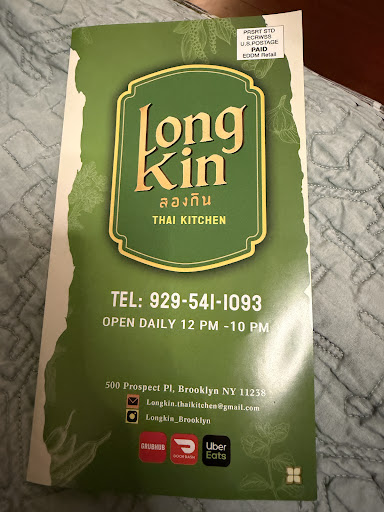 PRSRT STD
ECRWSS
U.S.POSTAGE
PAID
EDDM Retail
Long
Kin
ลองกิน
THAI KITCHEN
TEL: 929-541-1093
OPEN DAILY 12 PM -10 PM
500 Prospect Pl, Brooklyn NY 11238
Longkin.thaikitchen@gmail.com
Longkin_Brooklyn
GRUBHUB
DOORDASH
Uber
Eats